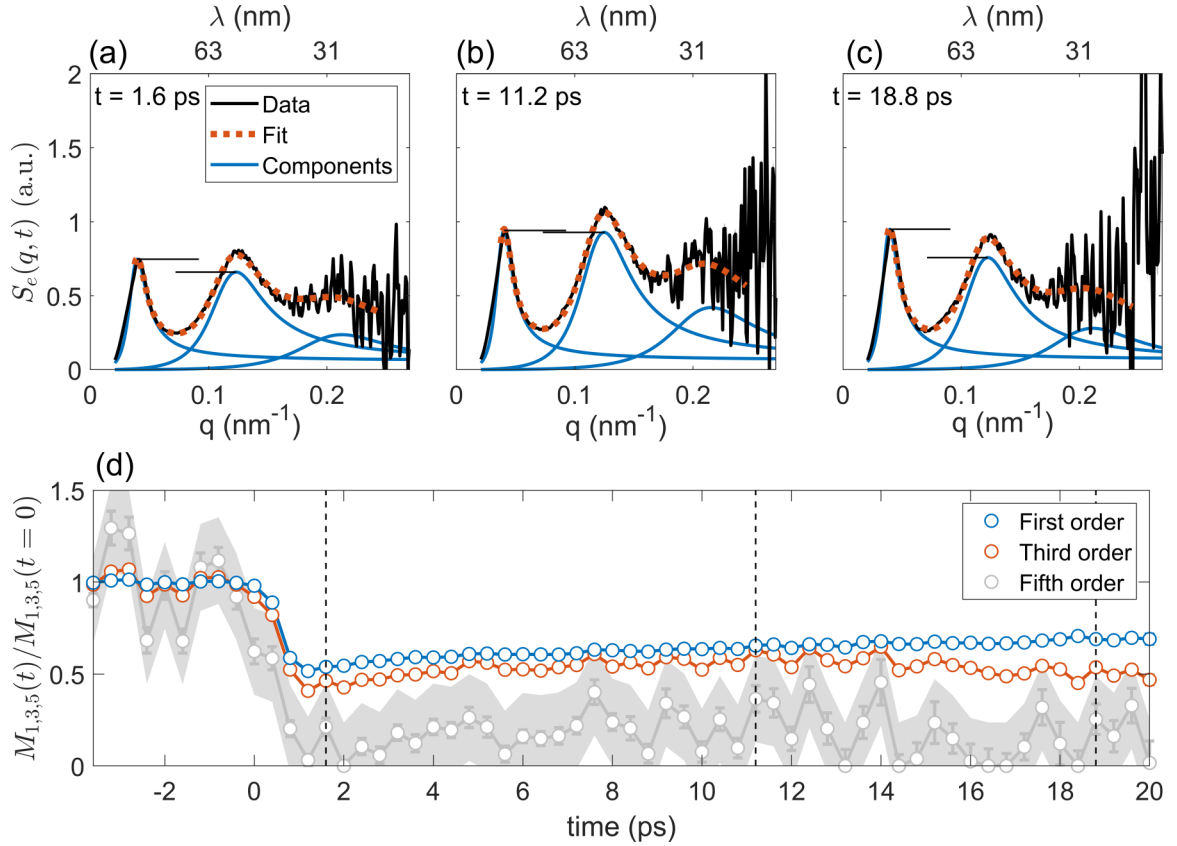 λ (nm) λ (nm) λ (nm)
(a) 63 31 (b) 63 31 (c) 63 31
2
t = 1.6 ps t = 11.2 ps t = 18.8 ps
Data
Fit
Components
1.5
1
0.5
0
S_e(q, t) (a.u.)
0 0.1 0.2 0 0.1 0.2 0 0.1 0.2
q (nm⁻¹) q (nm⁻¹) q (nm⁻¹)
(d)
1.5
1
0.5
0
M_{1,3,5}(t)/M_{1,3,5}(t = 0)
First order
Third order
Fifth order
-2 0 2 4 6 8 10 12 14 16 18 20
time (ps)